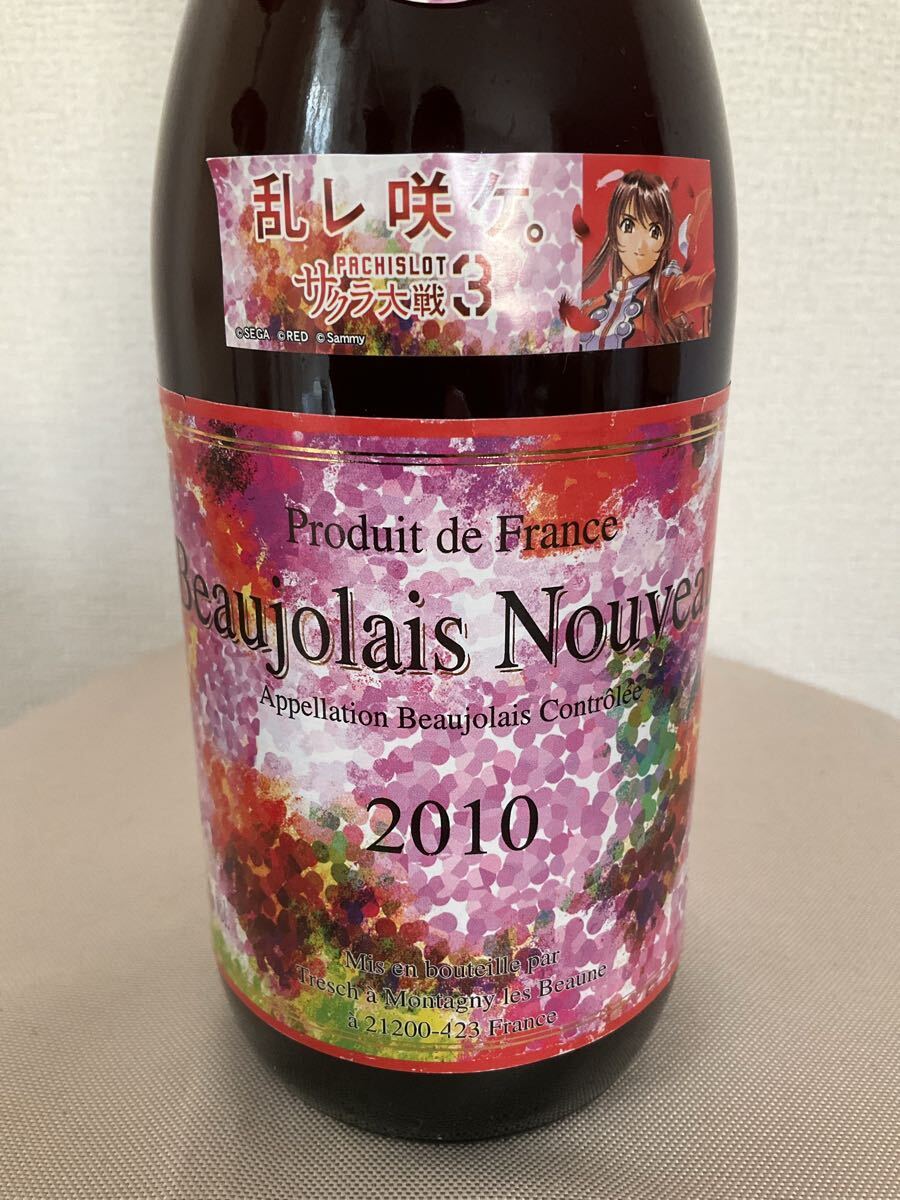 乱レ咲ケ。
PACHISLOT
サクラ大戦3
©SEGA ©RED ©Sammy
Produit de France
Beaujolais Nouveau
Appellation Beaujolais Contrôlée
2010
Mis en bouteille par
Tresch à Montagny les Beaune
à 21200-423 France